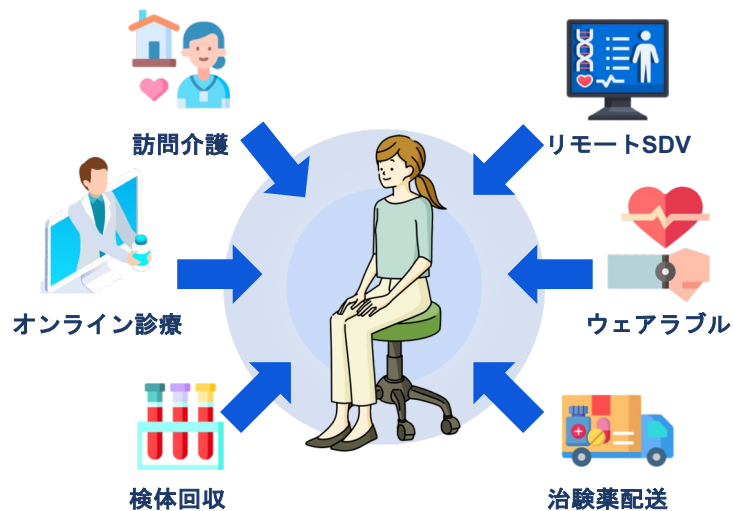 訪問介護
リモートSDV
オンライン診療
ウェアラブル
検体回収
治験薬配送